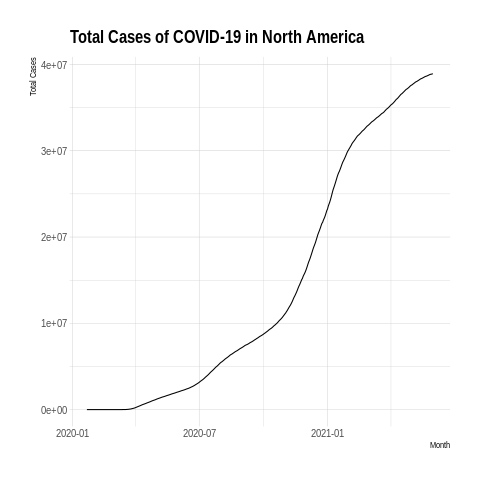 Total Cases of COVID-19 in North America
Total Cases
4e+07
3e+07
2e+07
1e+07
0e+00
2020-01 2020-07 2021-01
Month